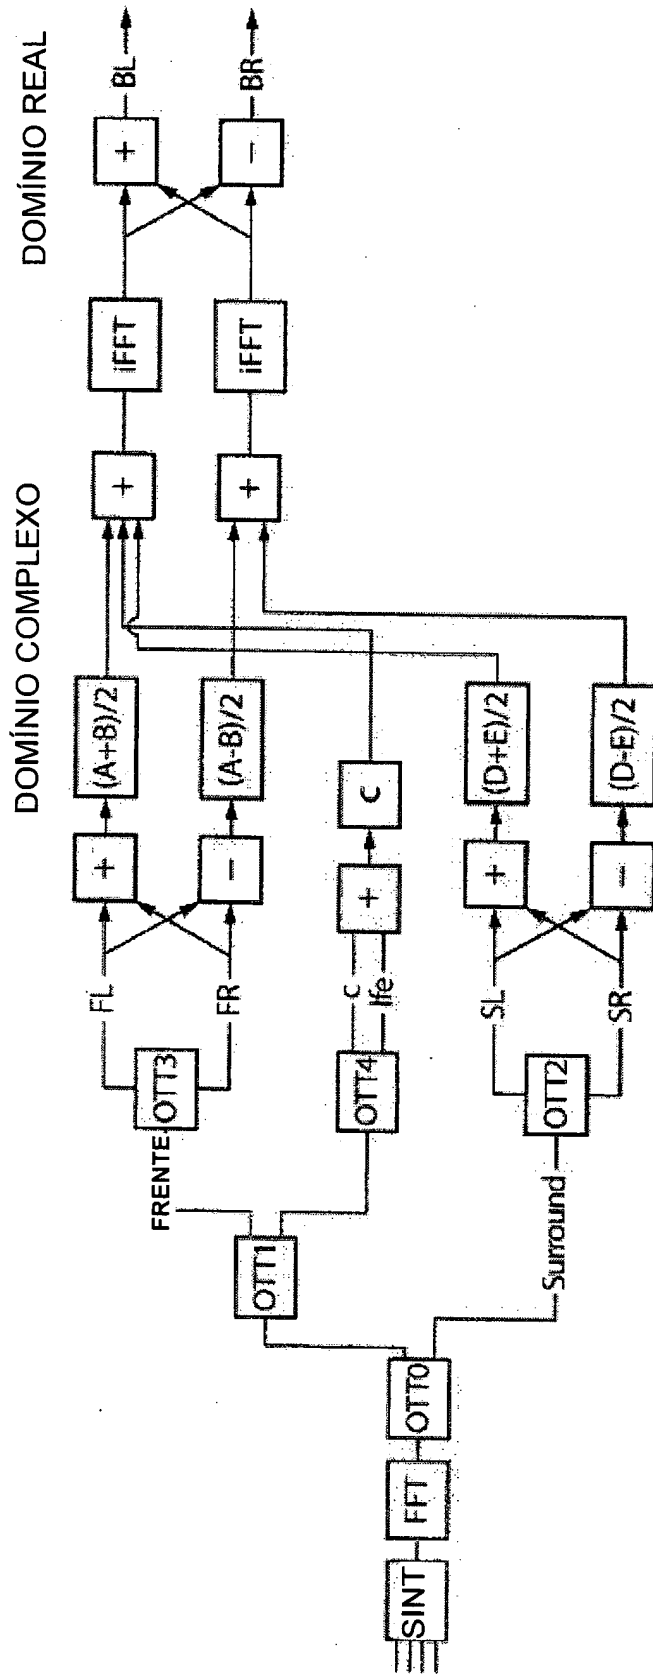 DOMÍNIO COMPLEXO
DOMÍNIO REAL
SINT
FFT
OTT0
OTT1
FRENTE
Surround
OTT3
OTT4
OTT2
FL
FR
c
lfe
SL
SR
+
-
+
+
-
(A+B)/2
(A-B)/2
C
(D+E)/2
(D-E)/2
+
+
iFFT
iFFT
+
-
BL
BR